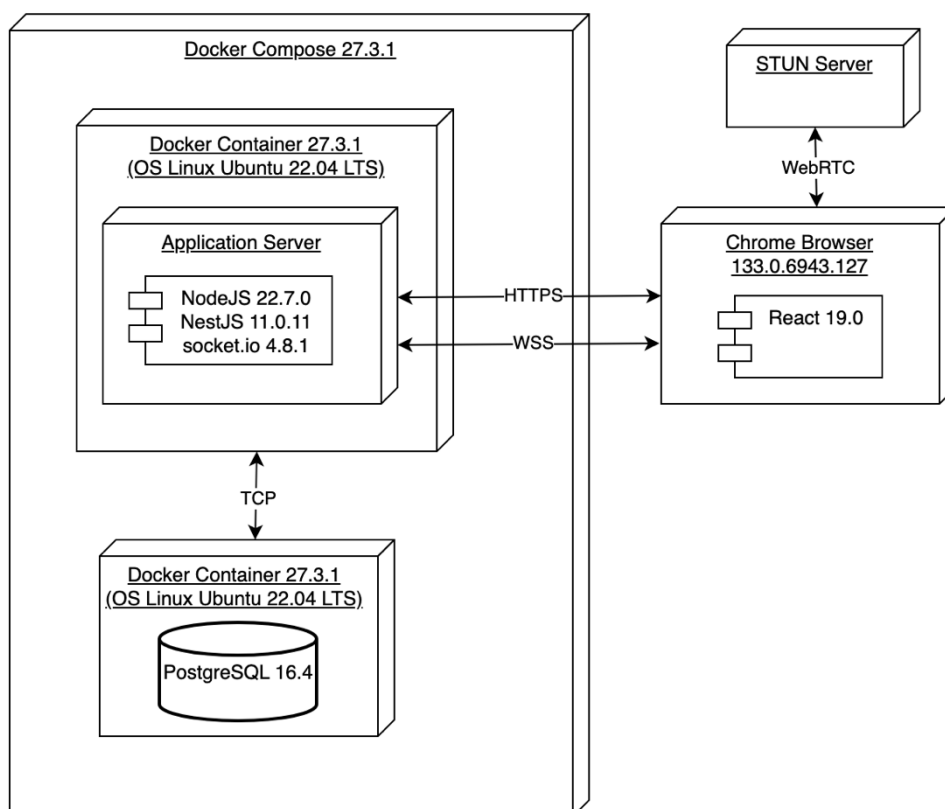 Docker Compose 27.3.1
STUN Server
Docker Container 27.3.1
(OS Linux Ubuntu 22.04 LTS)
WebRTC
Application Server
Chrome Browser
133.0.6943.127
NodeJS 22.7.0
NestJS 11.0.11
socket.io 4.8.1
HTTPS
WSS
React 19.0
TCP
Docker Container 27.3.1
(OS Linux Ubuntu 22.04 LTS)
PostgreSQL 16.4